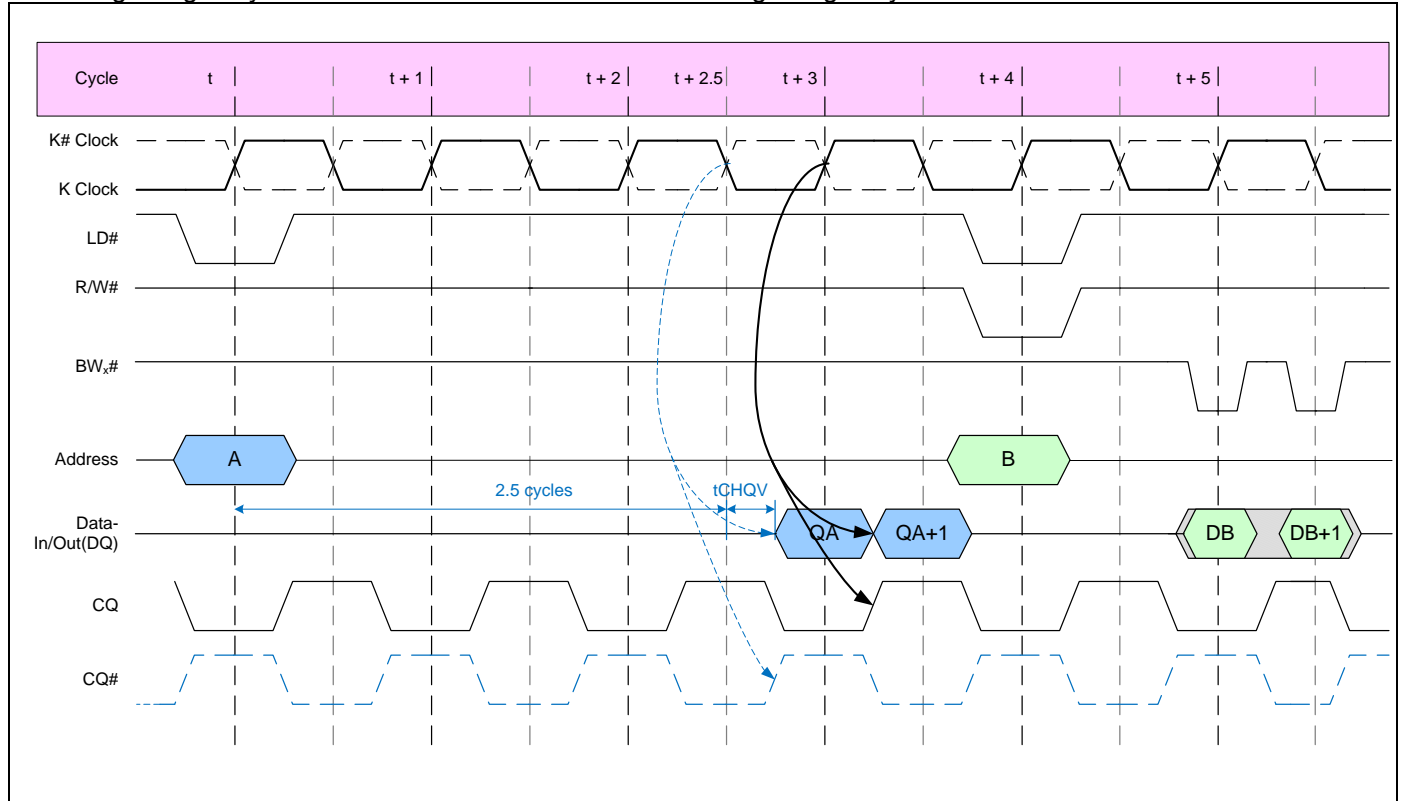 Cycle t t + 1 t + 2 t + 2.5 t + 3 t + 4 t + 5
K# Clock
K Clock
LD#
R/W#
BWx#
Address A B
2.5 cycles tCHQV
Data-
In/Out(DQ) QA QA+1 DB DB+1
CQ
CQ#